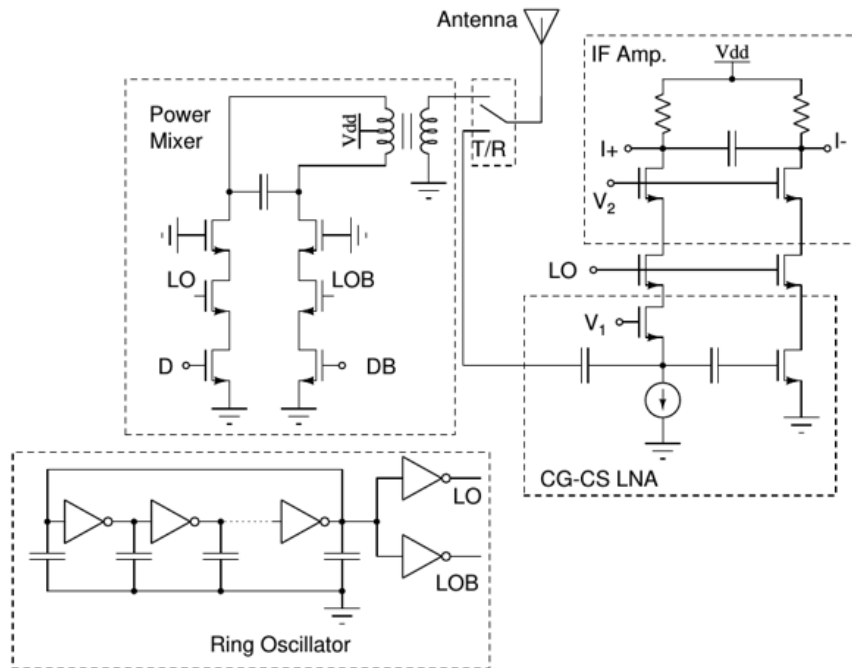 Antenna
IF Amp.
Vdd
Power
Mixer
Vdd
T/R
I+
I-
V2
LO
LOB
LO
V1
D
DB
CG-CS LNA
LO
LOB
Ring Oscillator